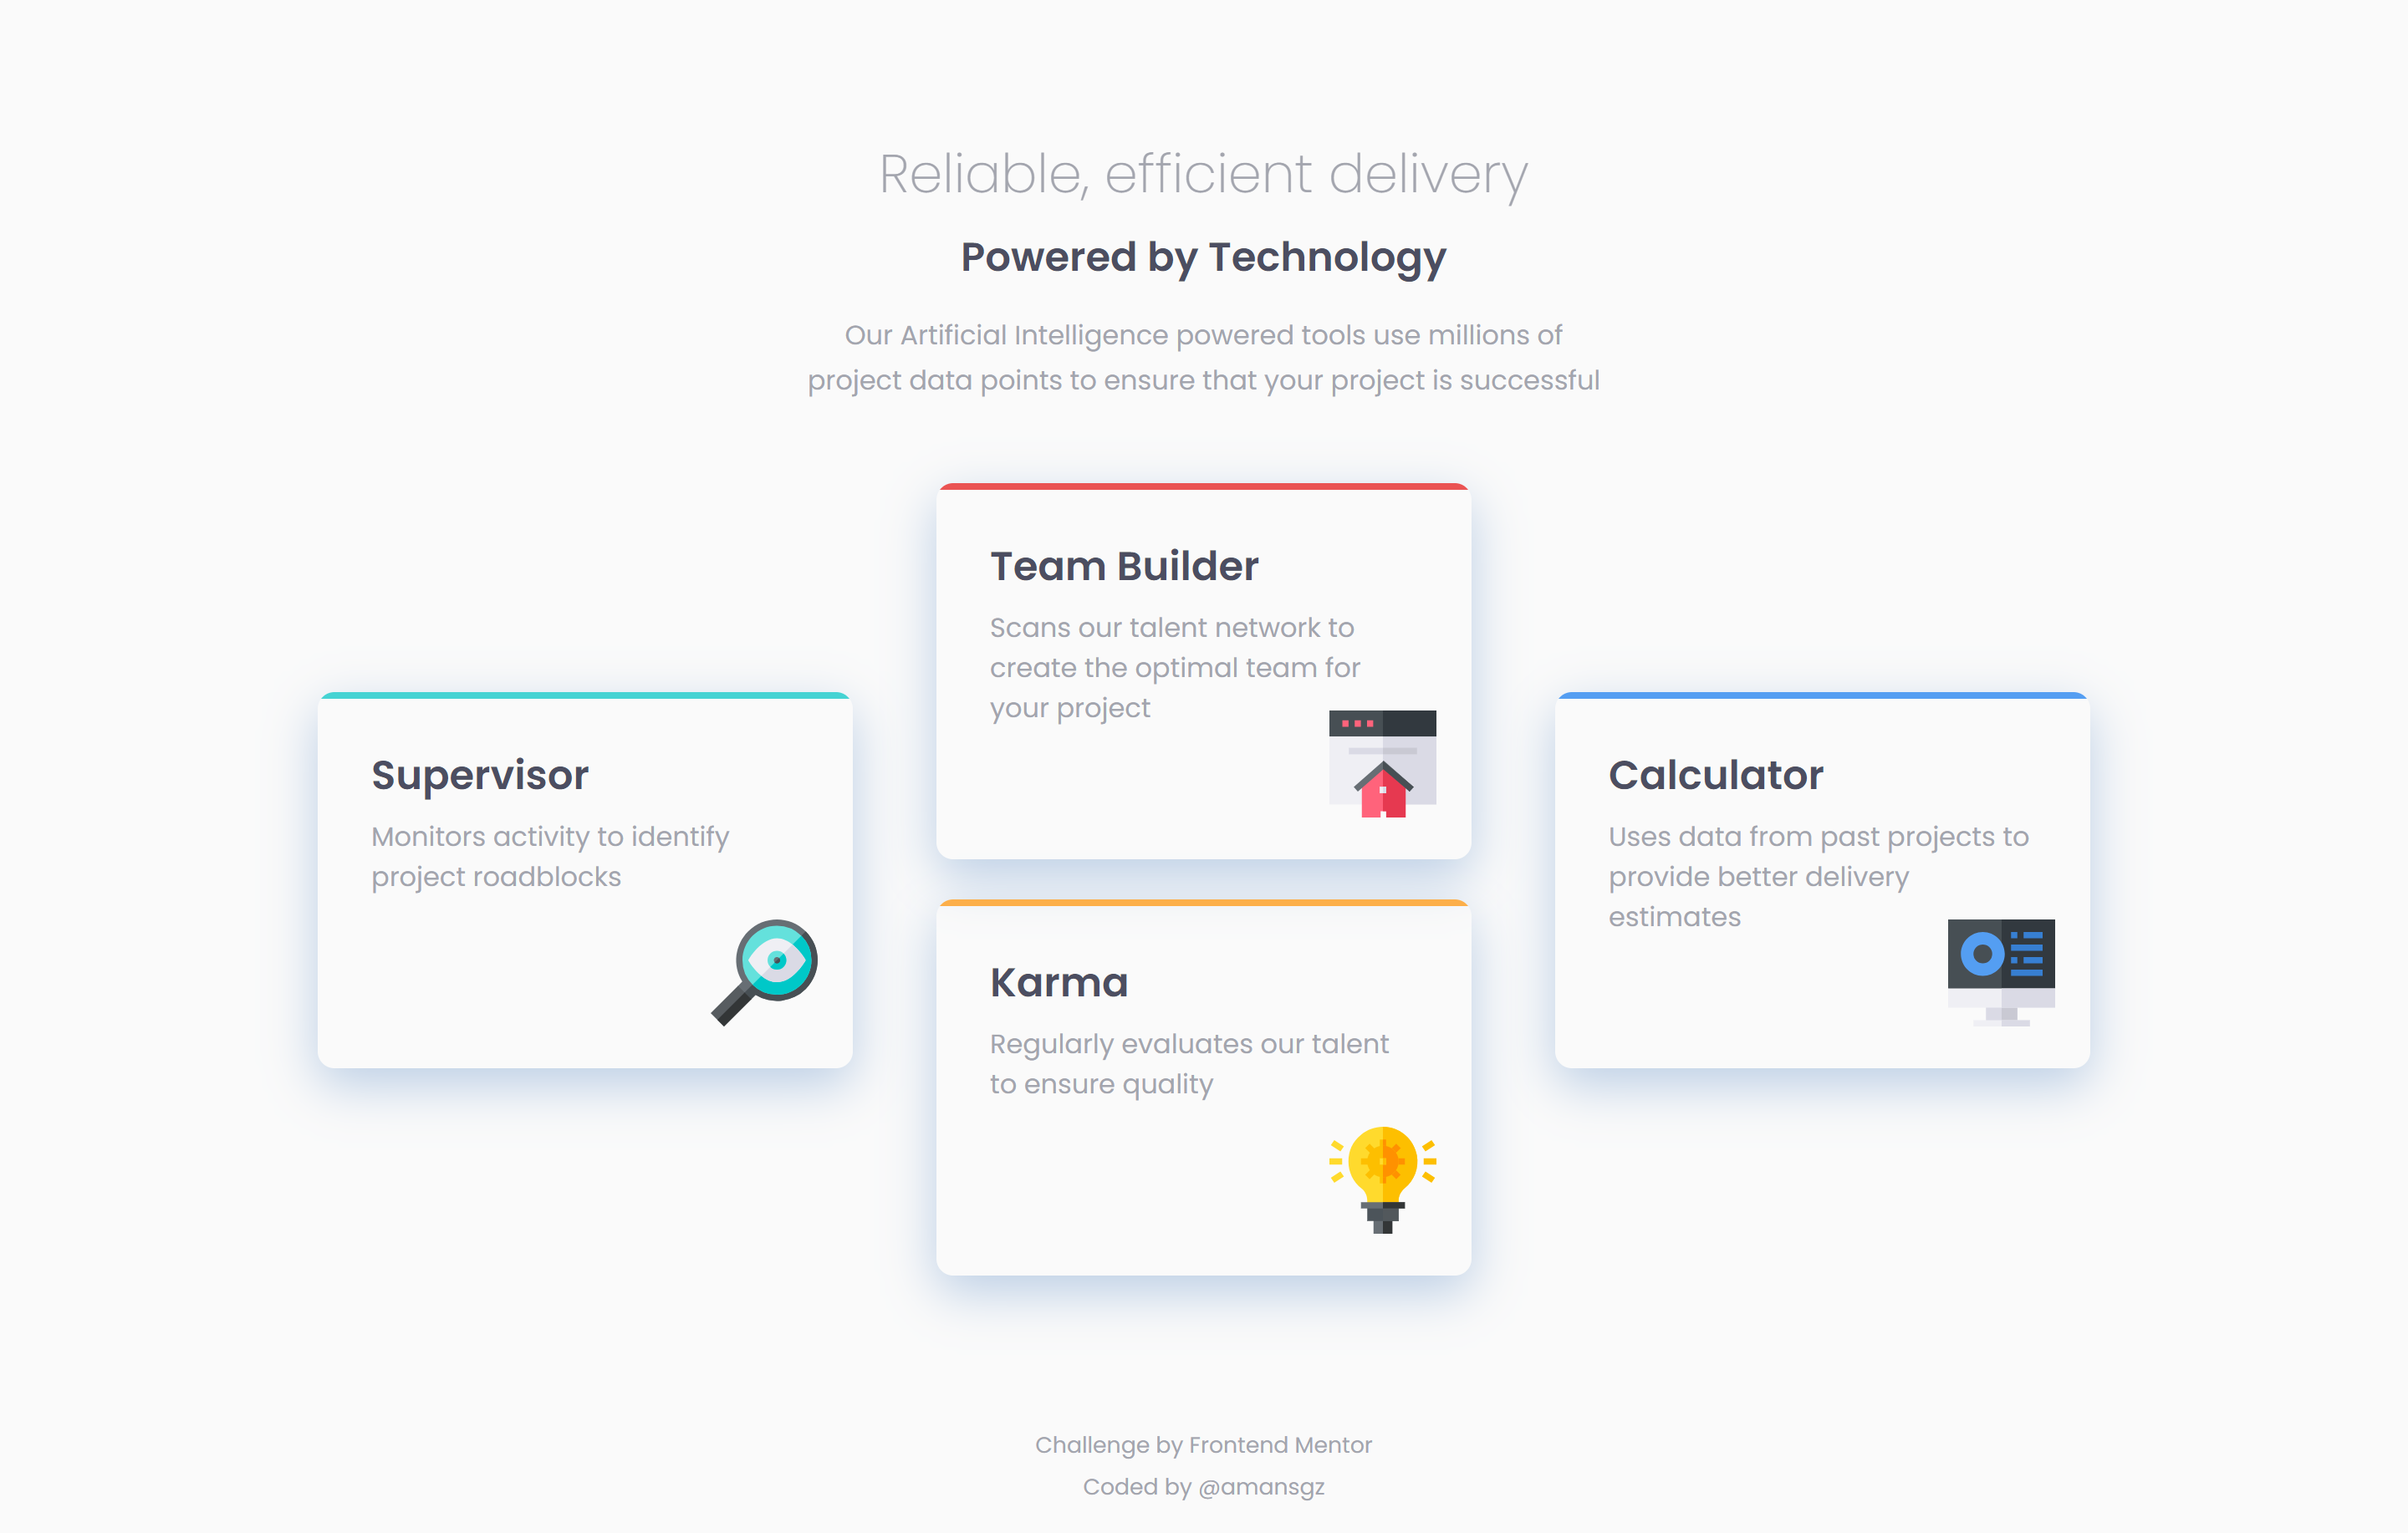 Reliable, efficient delivery
Powered by Technology
Our Artificial Intelligence powered tools use millions of
project data points to ensure that your project is successful
Supervisor
Monitors activity to identify
project roadblocks
Team Builder
Scans our talent network to
create the optimal team for
your project
Karma
Regularly evaluates our talent
to ensure quality
Calculator
Uses data from past projects to
provide better delivery
estimates
Challenge by Frontend Mentor
Coded by @amansgz